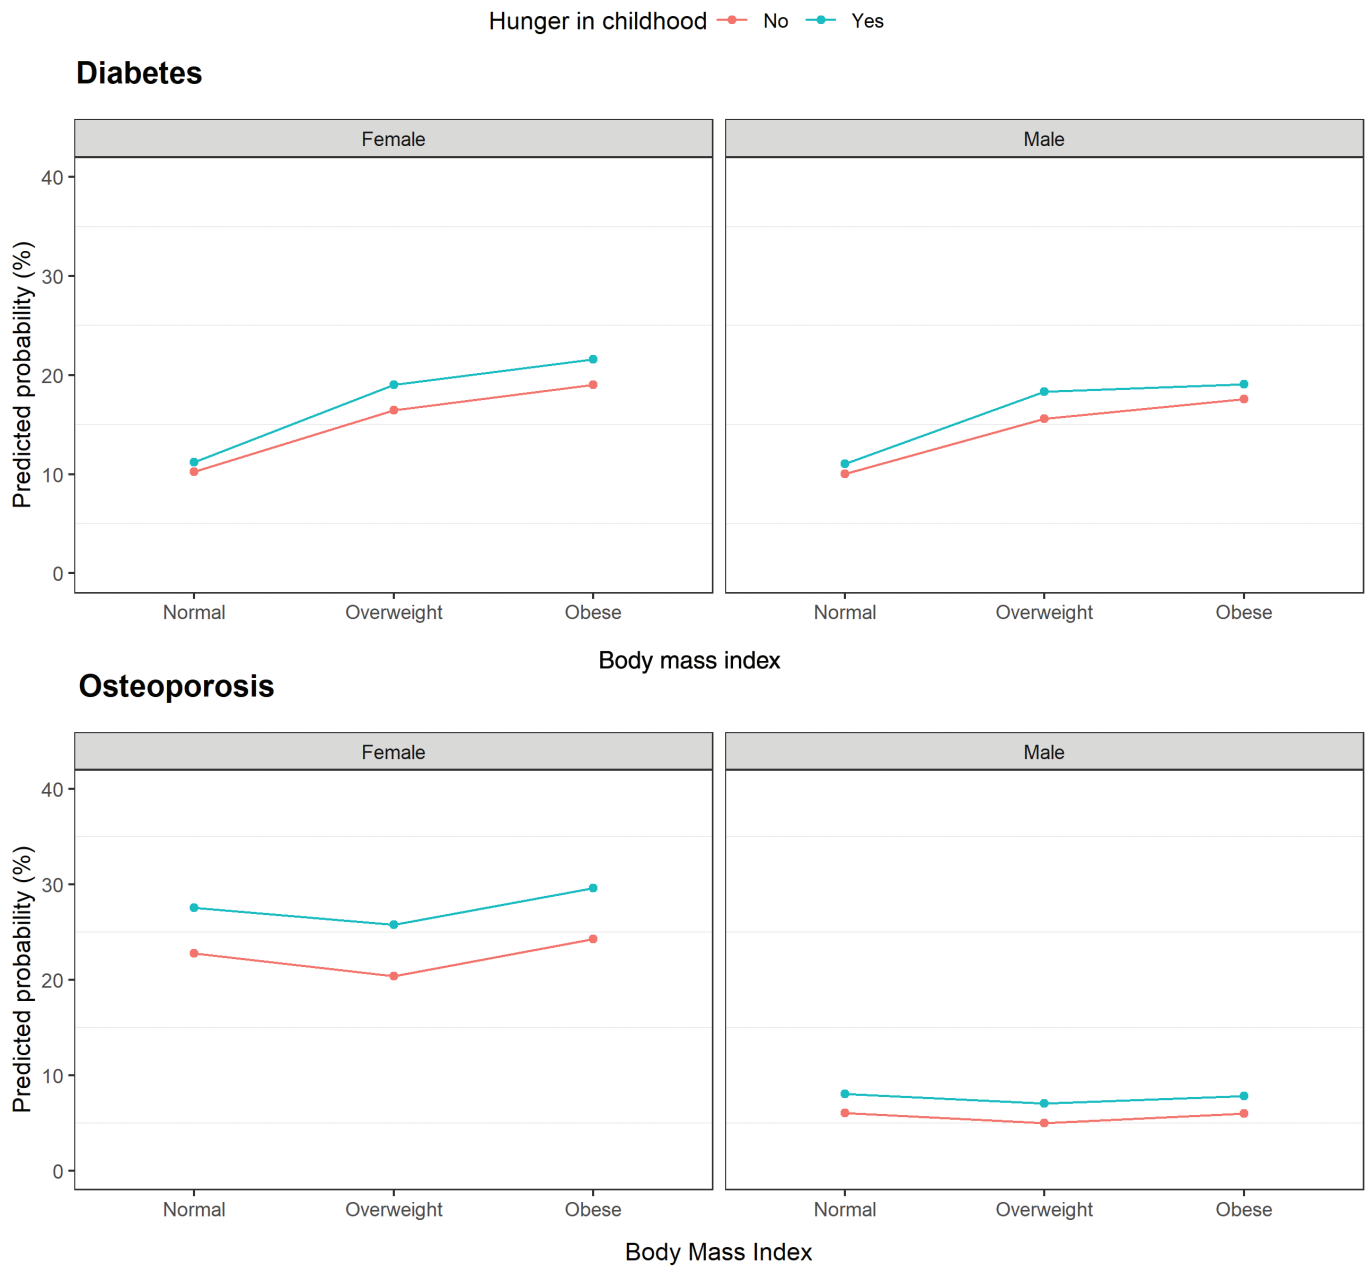 Hunger in childhood No Yes
Diabetes
Female Male
40
30
20
10
0
Predicted probability (%)
Normal Overweight Obese Normal Overweight Obese
Body mass index
Osteoporosis
Female Male
40
30
20
10
0
Predicted probability (%)
Normal Overweight Obese Normal Overweight Obese
Body Mass Index